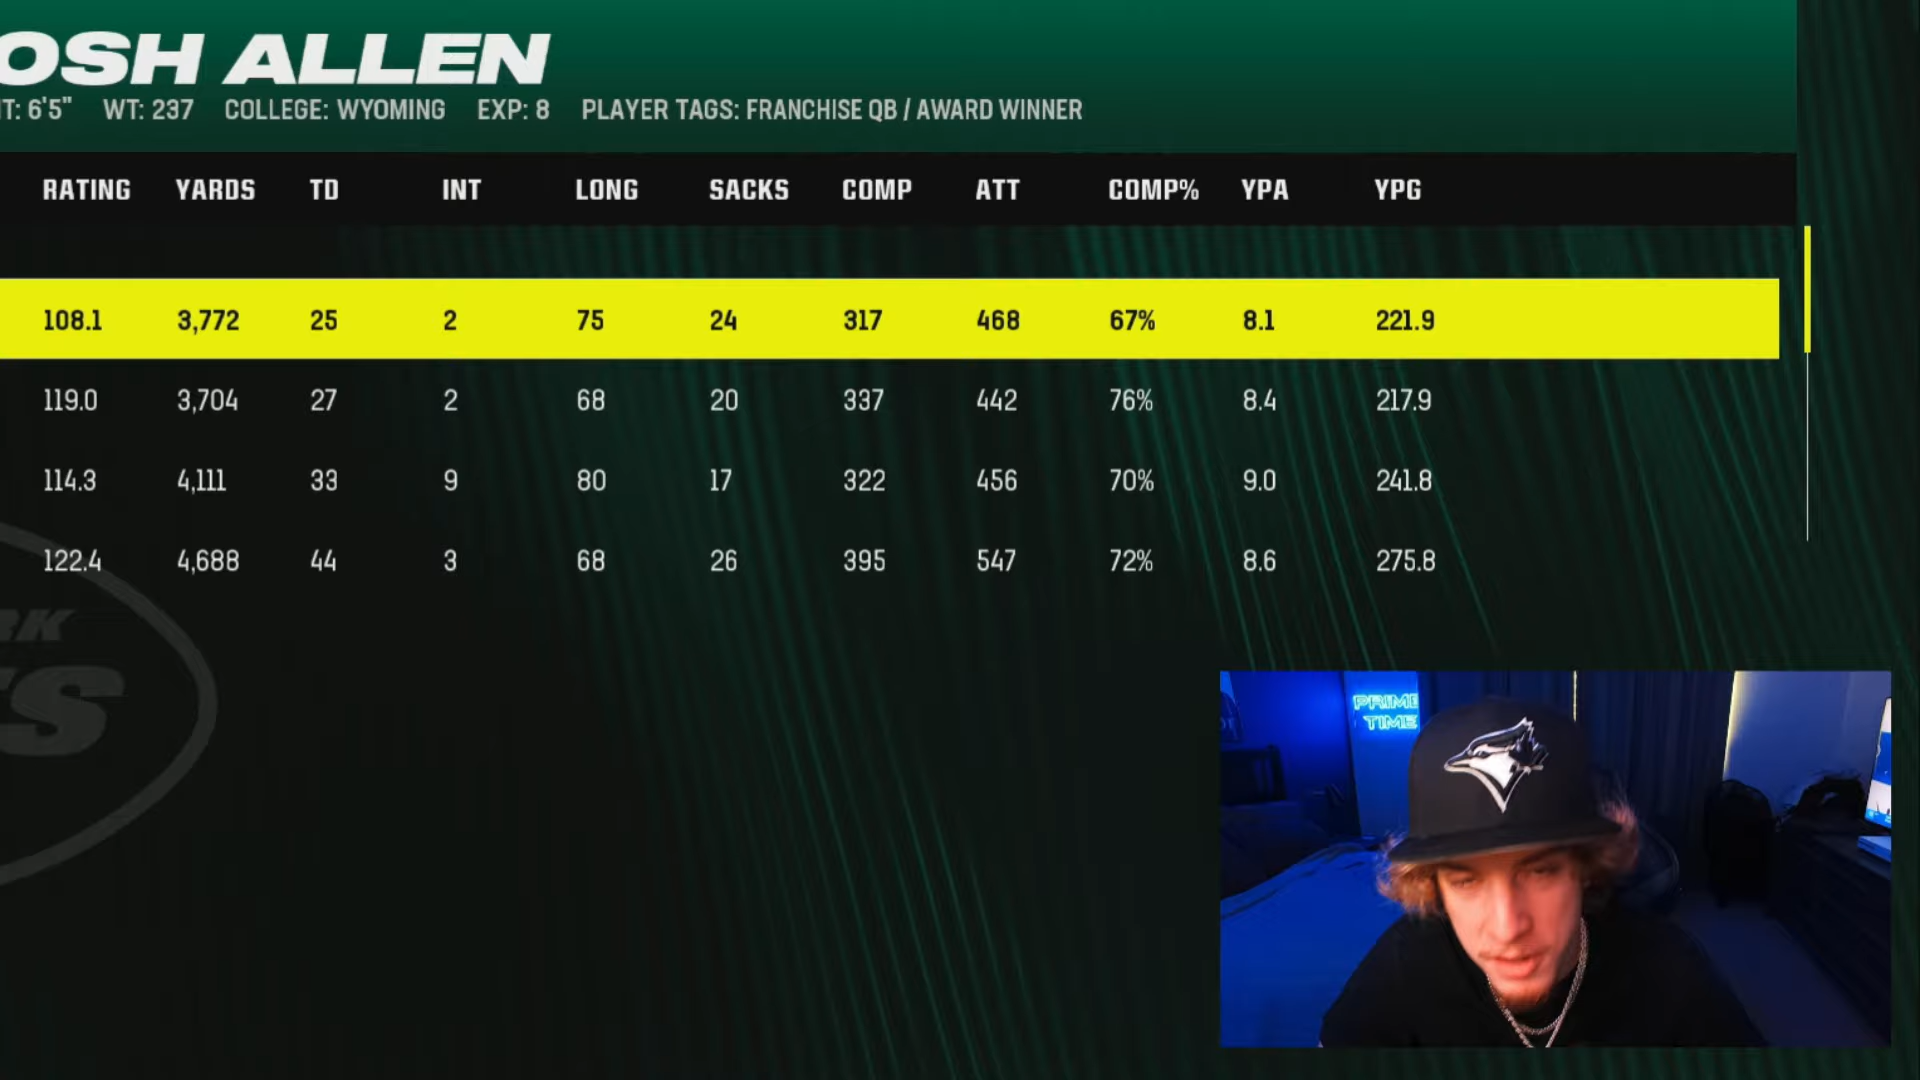 OSH ALLEN
HT: 6'5" WT: 237 COLLEGE: WYOMING EXP: 8 PLAYER TAGS: FRANCHISE QB / AWARD WINNER
RATING YARDS TD INT LONG SACKS COMP ATT COMP% YPA YPG
108.1 3,772 25 2 75 24 317 468 67% 8.1 221.9
119.0 3,704 27 2 68 20 337 442 76% 8.4 217.9
114.3 4,111 33 9 80 17 322 456 70% 9.0 241.8
122.4 4,688 44 3 68 26 395 547 72% 8.6 275.8
RK
TS
PRIME
TIME